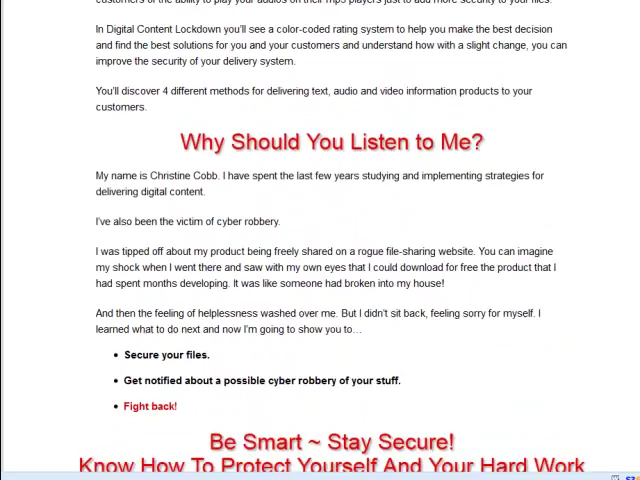 customers of the ability to play your audios on their mp3 players just to add more security to your files.
In Digital Content Lockdown you'll see a color-coded rating system to help you make the best decision
and find the best solutions for you and your customers and understand how with a slight change, you can
improve the security of your delivery system.
You'll discover 4 different methods for delivering text, audio and video information products to your
customers.
Why Should You Listen to Me?
My name is Christine Cobb. I have spent the last few years studying and implementing strategies for
delivering digital content.
I've also been the victim of cyber robbery.
I was tipped off about my product being freely shared on a rogue file-sharing website. You can imagine
my shock when I went there and saw with my own eyes that I could download for free the product that I
had spent months developing. It was like someone had broken into my house!
And then the feeling of helplessness washed over me. But I didn't sit back, feeling sorry for myself. I
learned what to do next and now I'm going to show you to…
• Secure your files.
• Get notified about a possible cyber robbery of your stuff.
• Fight back!
Be Smart ~ Stay Secure!
Know How To Protect Yourself And Your Hard Work